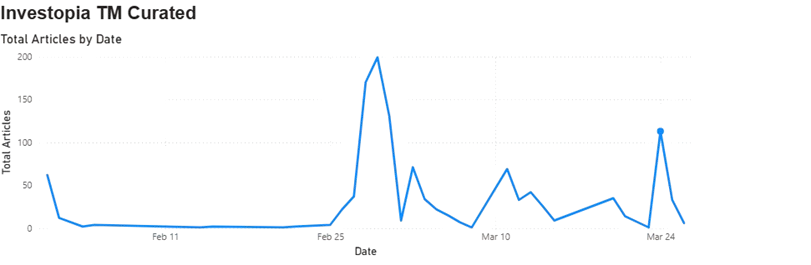 Investopia TM Curated
Total Articles by Date
Total Articles
200
150
100
50
0
Feb 11
Feb 25
Mar 10
Mar 24
Date